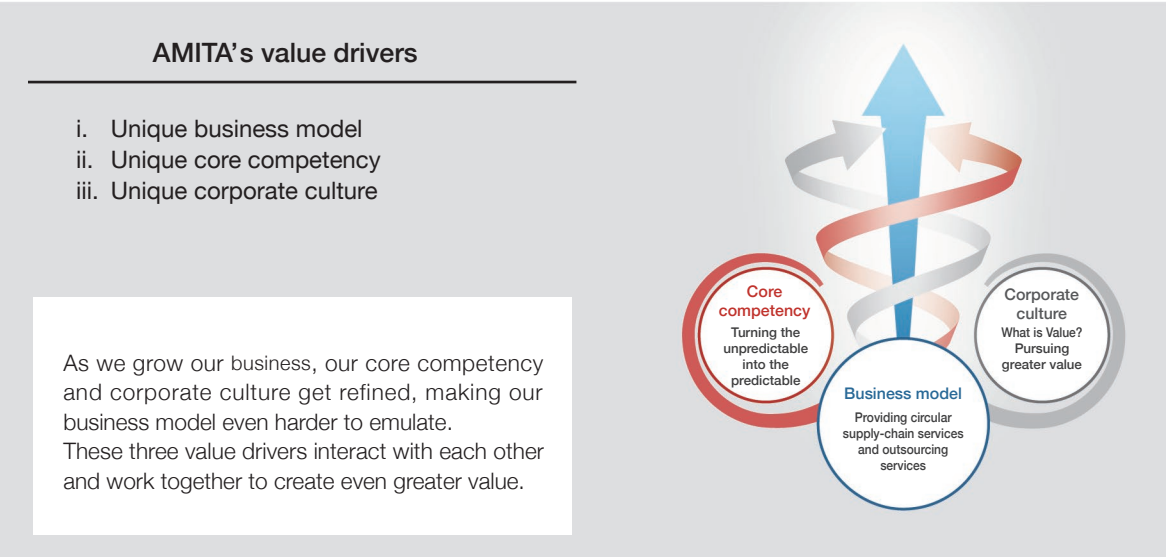 AMITA's value drivers
i. Unique business model
ii. Unique core competency
iii. Unique corporate culture
As we grow our business, our core competency
and corporate culture get refined, making our
business model even harder to emulate.
These three value drivers interact with each other
and work together to create even greater value.
Core
competency
Turning the
unpredictable
into the
predictable
Business model
Providing circular
supply-chain services
and outsourcing
services
Corporate
culture
What is Value?
Pursuing
greater value